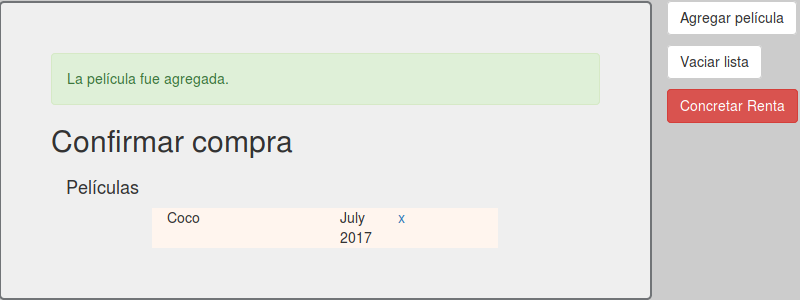 La película fue agregada.
Confirmar compra
Películas
Coco July x
2017
Agregar película
Vaciar lista
Concretar Renta